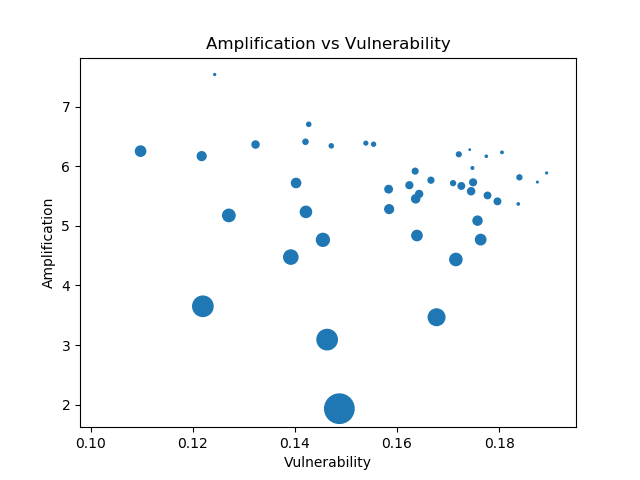 Amplification vs Vulnerability
Amplification
7
6
5
4
3
2
0.10 0.12 0.14 0.16 0.18
Vulnerability